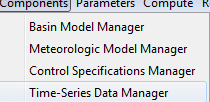 Components Parameters Compute
Basin Model Manager
Meteorologic Model Manager
Control Specifications Manager
Time-Series Data Manager